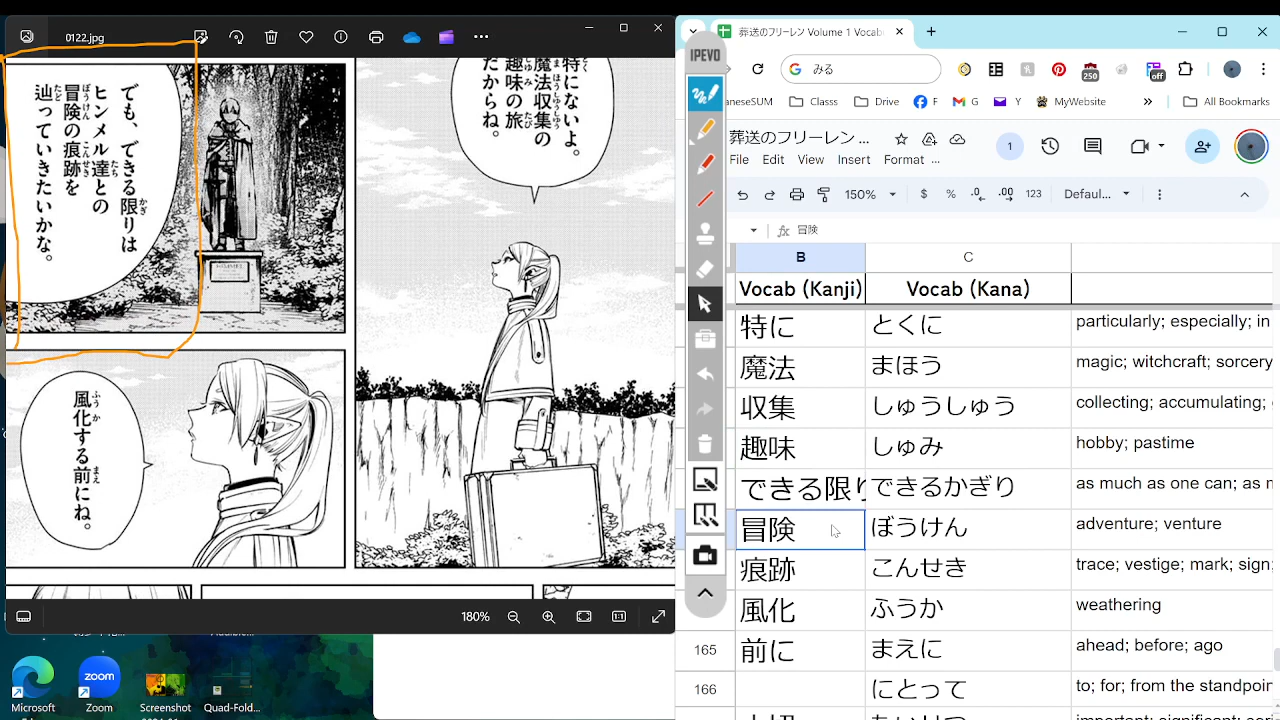 0122.jpg
特にないよ。
魔法収集の
趣味の旅
だからね。
でも、できる限りは
ヒンメル達との
冒険の痕跡を
辿っていきたいかな。
風化する前にね。
180%
Microsoft
Zoom
Screenshot
Quad-Fold...
IPEVO
葬送のフリーレン Volume 1 Vocab
みる
250
off
aneseSUM)
Class
Drive
F
G
Y
MyWebsite
All Bookmarks
葬送のフリーレン ...
1
File Edit View Insert Format ...
150%
$ % .0 .00 123 Defaul...
fx 冒険
B C
Vocab (Kanji) Vocab (Kana)
特に とくに particularly; especially; in
魔法 まほう magic; witchcraft; sorcery
収集 しゅうしゅう collecting; accumulating;
趣味 しゅみ hobby; pastime
できる限り できるかぎり as much as one can; as
冒険 ぼうけん adventure; venture
痕跡 こんせき trace; vestige; mark; sign
風化 ふうか weathering
165 前に まえに ahead; before; ago
166 にとって to; for; from the standpoin